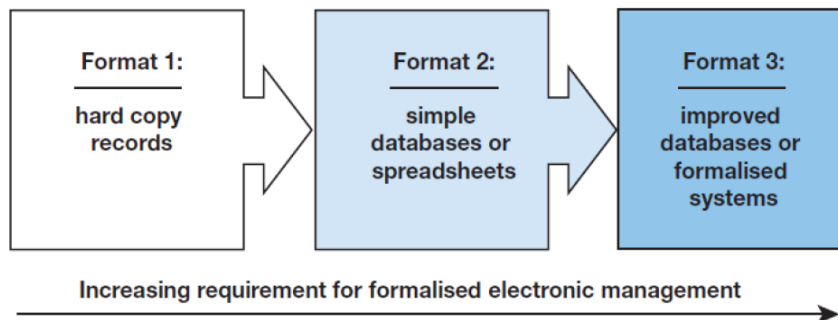 Format 1:
hard copy
records
Format 2:
simple
databases or
spreadsheets
Format 3:
improved
databases or
formalised
systems
Increasing requirement for formalised electronic management